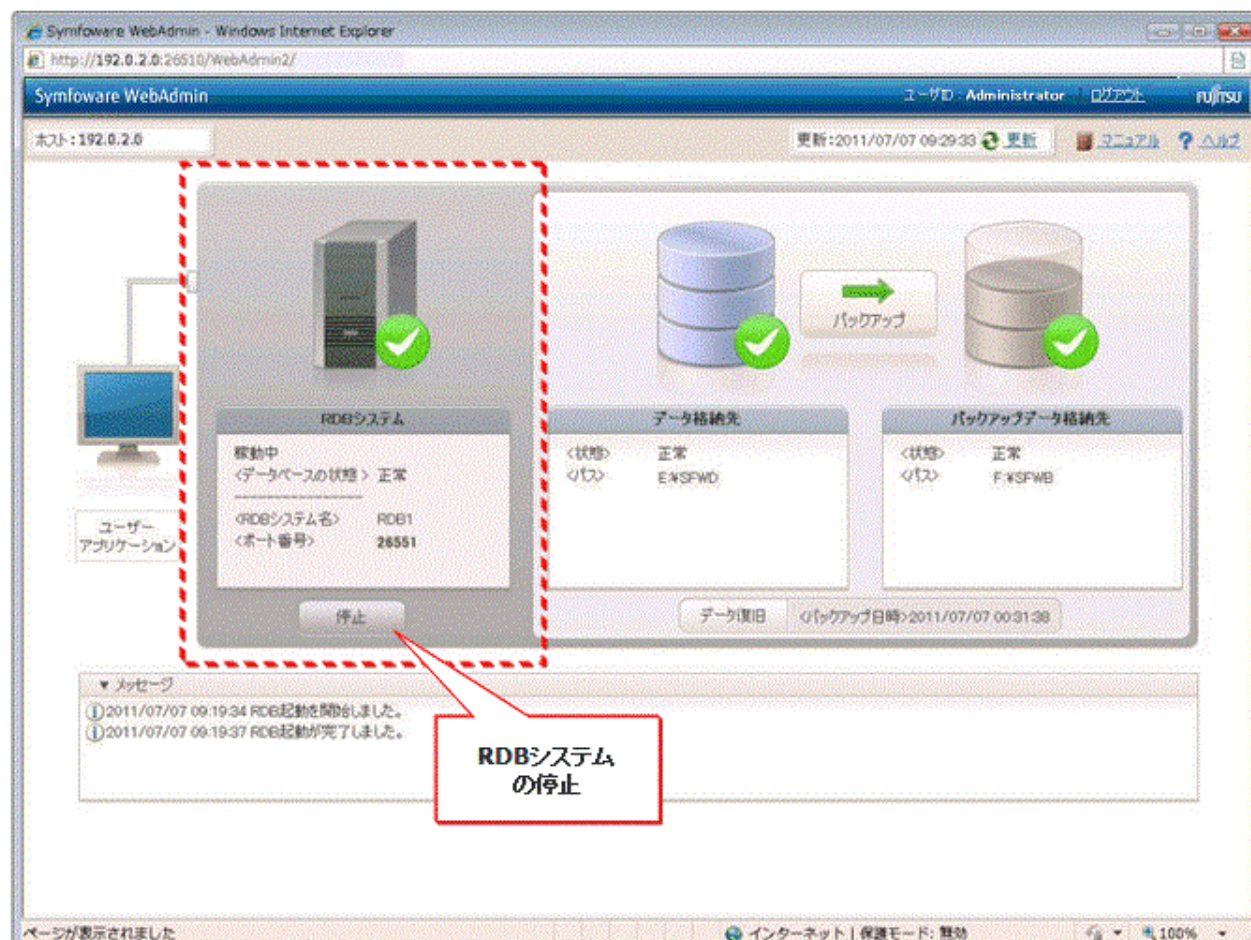 Symfoware WebAdmin - Windows Internet Explorer
http://192.0.2.0:26510/WebAdmin2/
Symfoware WebAdmin
ユーザID : Administrator
ログアウト
FUJITSU
ホスト : 192.0.2.0
更新 : 2011/07/07 09:29:33 更新
マニュアル
? ヘルプ
バックアップ
RDBシステム
稼動中
<データベースの状態> 正常
---------------
<RDBシステム名> RDB1
<ポート番号> 26551
停止
データ格納先
<状態> 正常
<パス> E:¥SFWD
バックアップデータ格納先
<状態> 正常
<パス> F:¥SFWB
ユーザー
アプリケーション
データ復旧
<バックアップ日時>2011/07/07 00:31:38
▼ メッセージ
2011/07/07 09:19:34 RDB起動を開始しました。
2011/07/07 09:19:37 RDB起動が完了しました。
RDBシステム
の停止
ページが表示されました
インターネット | 保護モード: 無効
100%